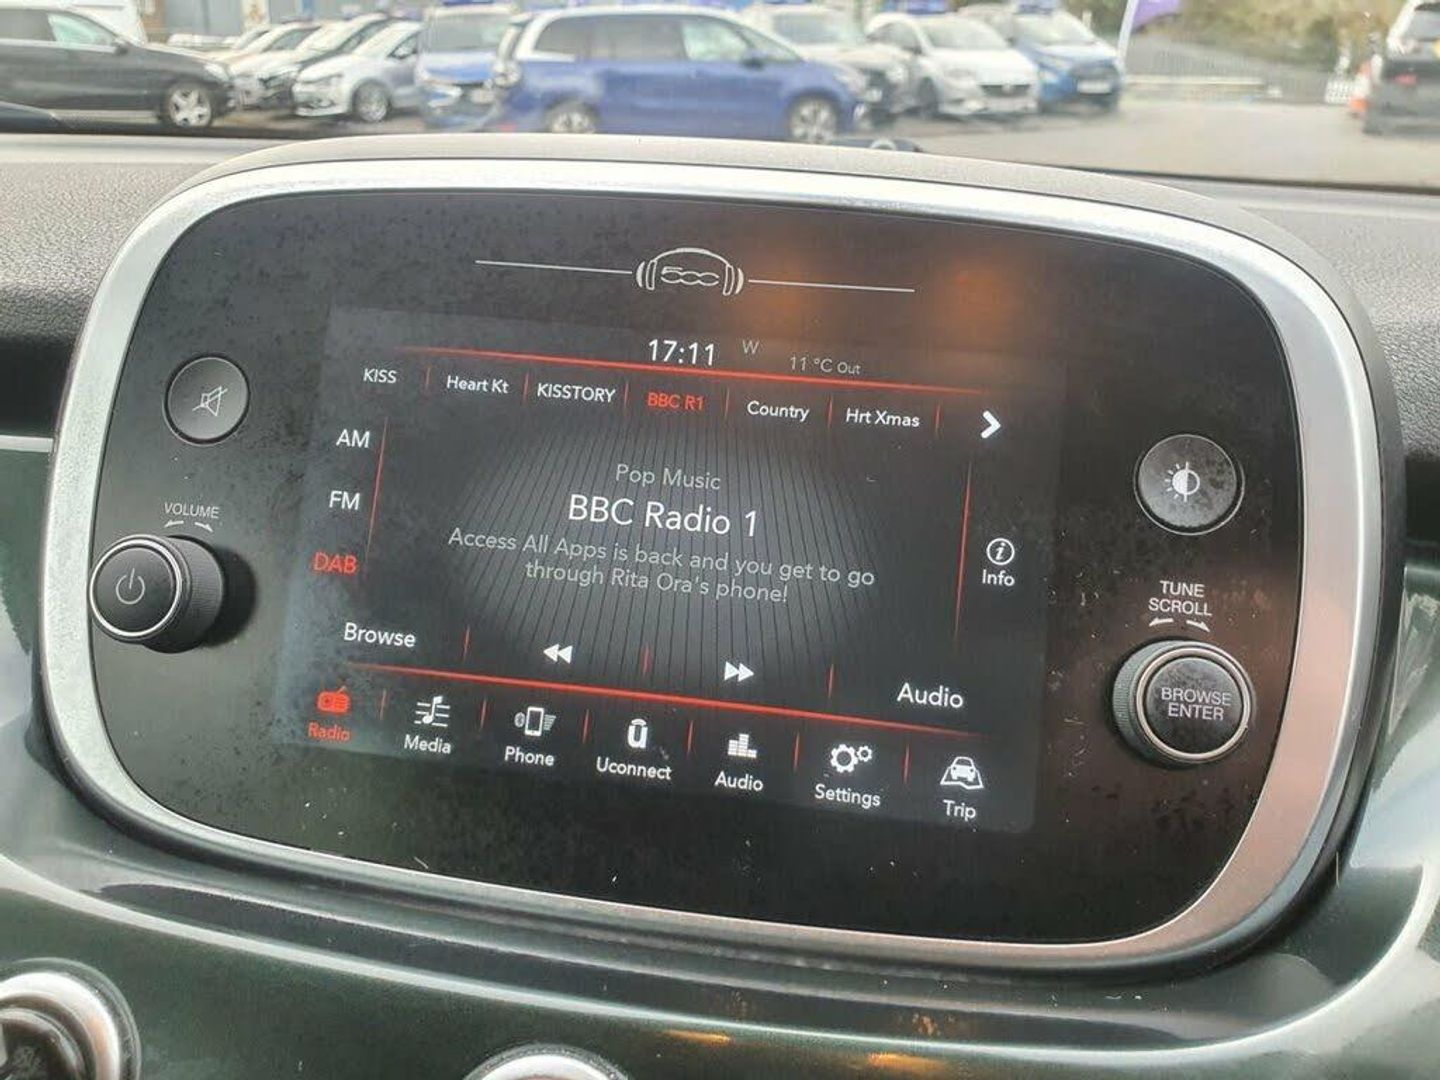 500
17:11 W 11 °C Out
KISS Heart Kt KISSTORY BBC R1 Country Hrt Xmas
AM
FM
DAB
Pop Music
BBC Radio 1
Access All Apps is back and you get to go
through Rita Ora's phone!
Info
Browse
Audio
Radio Media Phone Uconnect Audio Settings Trip
VOLUME
TUNE
SCROLL
BROWSE
ENTER